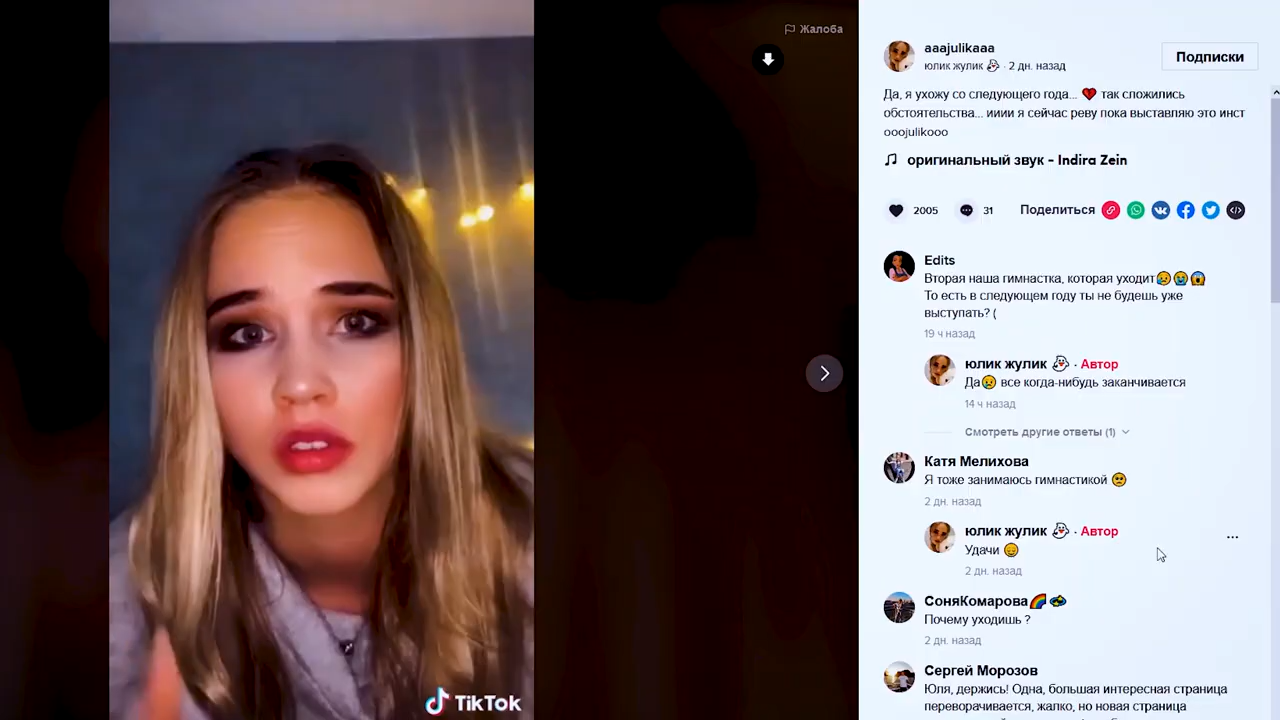 Жалоба
aaajulikaaa
юлик жулик 👻 · 2 дн. назад
Подписки
Да, я ухожу со следующего года... 💔 так сложились
обстоятельства... ииии я сейчас реву пока выставляю это инст
ooojulikooo
оригинальный звук - Indira Zein
2005
31
Поделиться
Edits
Вторая наша гимнастка, которая уходит😥😭😱
То есть в следующем году ты не будешь уже
выступать? (
19 ч назад
юлик жулик 👻 · Автор
Да😥 все когда-нибудь заканчивается
14 ч назад
Смотреть другие ответы (1)
Катя Мелихова
Я тоже занимаюсь гимнастикой 🥺
2 дн. назад
юлик жулик 👻 · Автор
Удачи 😔
2 дн. назад
СоняКомарова🌈
Почему уходишь ?
2 дн. назад
Сергей Морозов
Юля, держись! Одна, большая интересная страница
переворачивается, жалко, но новая страница
TikTok